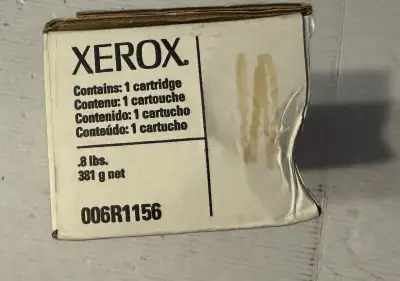 XEROX.
Contains: 1 cartridge
Contenu: 1 cartouche
Contenido: 1 cartucho
Conteúdo: 1 cartucho
.8 lbs.
381 g net
006R1156